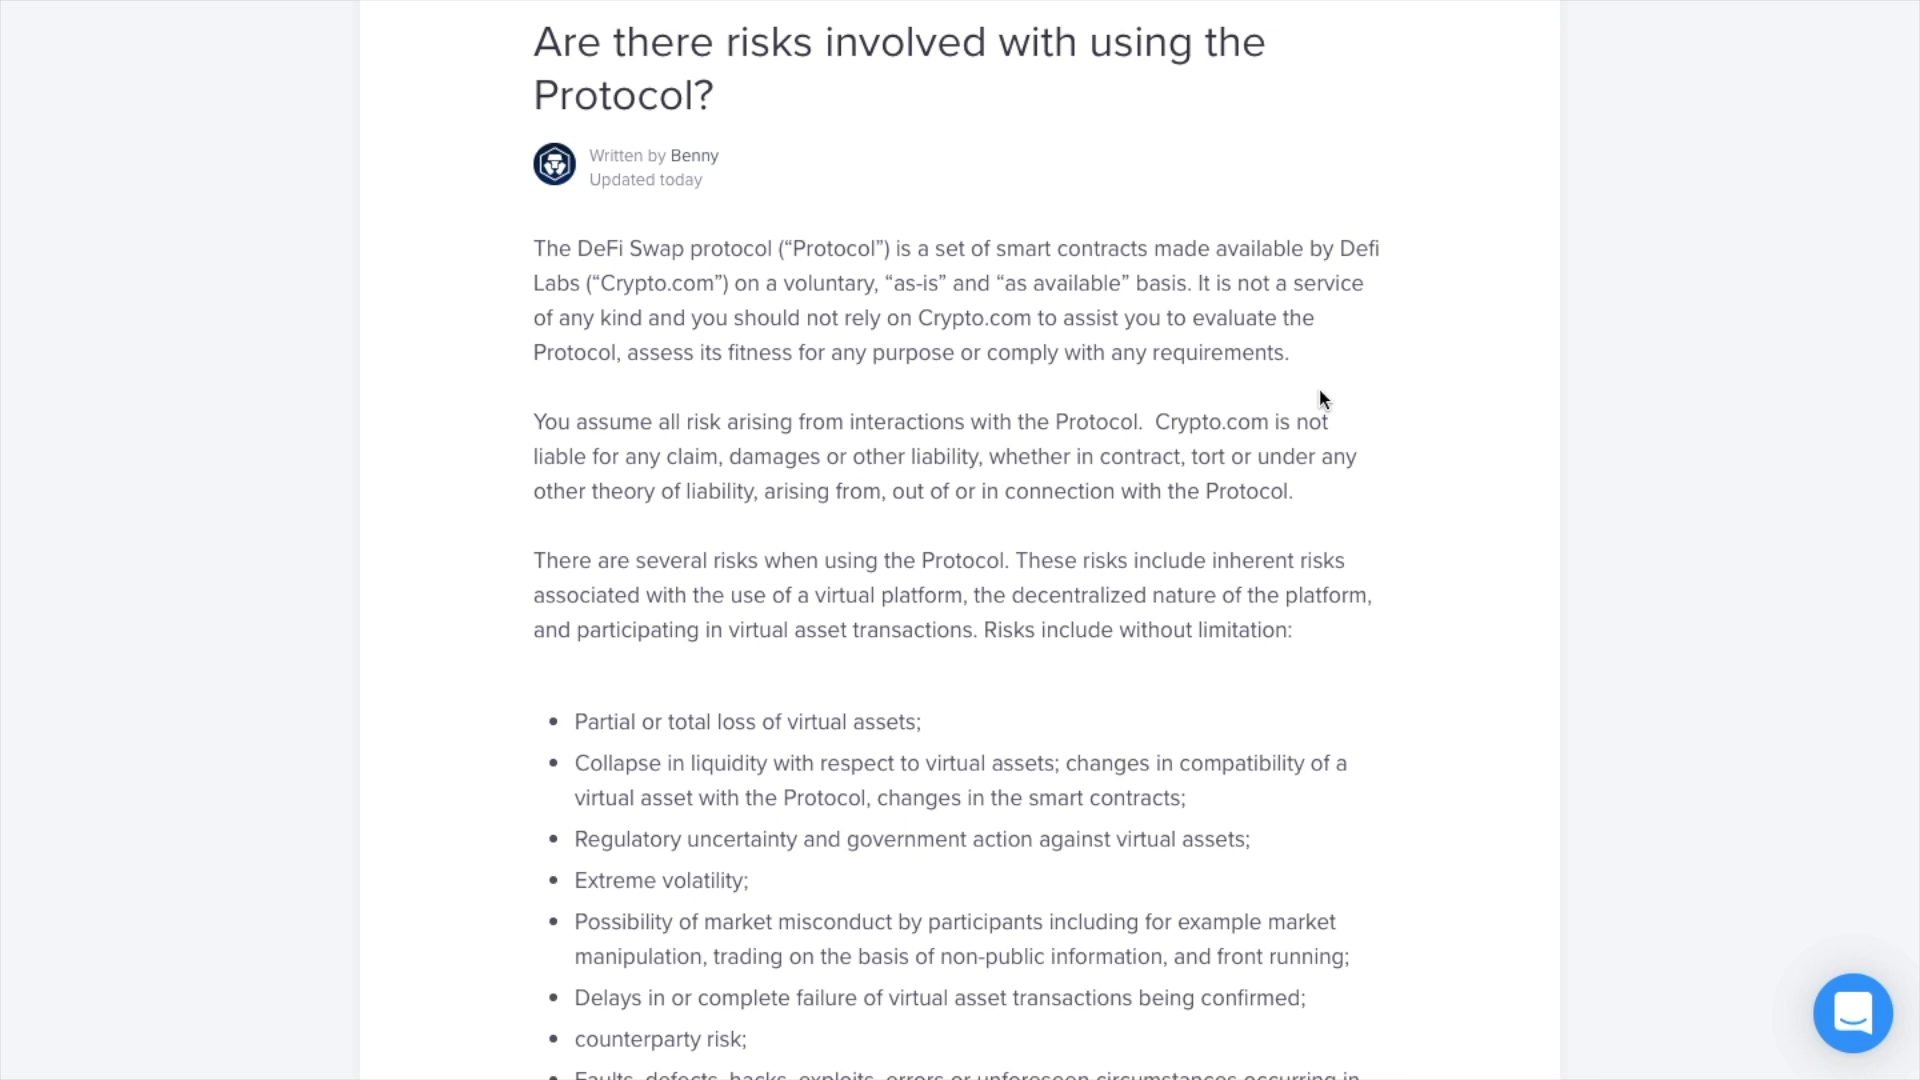 Are there risks involved with using the
Protocol?
Written by Benny
Updated today
The DeFi Swap protocol (“Protocol”) is a set of smart contracts made available by Defi
Labs (“Crypto.com”) on a voluntary, “as-is” and “as available” basis. It is not a service
of any kind and you should not rely on Crypto.com to assist you to evaluate the
Protocol, assess its fitness for any purpose or comply with any requirements.
You assume all risk arising from interactions with the Protocol.  Crypto.com is not
liable for any claim, damages or other liability, whether in contract, tort or under any
other theory of liability, arising from, out of or in connection with the Protocol.
There are several risks when using the Protocol. These risks include inherent risks
associated with the use of a virtual platform, the decentralized nature of the platform,
and participating in virtual asset transactions. Risks include without limitation:
• Partial or total loss of virtual assets;
• Collapse in liquidity with respect to virtual assets; changes in compatibility of a
virtual asset with the Protocol, changes in the smart contracts;
• Regulatory uncertainty and government action against virtual assets;
• Extreme volatility;
• Possibility of market misconduct by participants including for example market
manipulation, trading on the basis of non-public information, and front running;
• Delays in or complete failure of virtual asset transactions being confirmed;
• counterparty risk;
• Faults, defects, hacks, exploits, errors or unforeseen circumstances occurring in